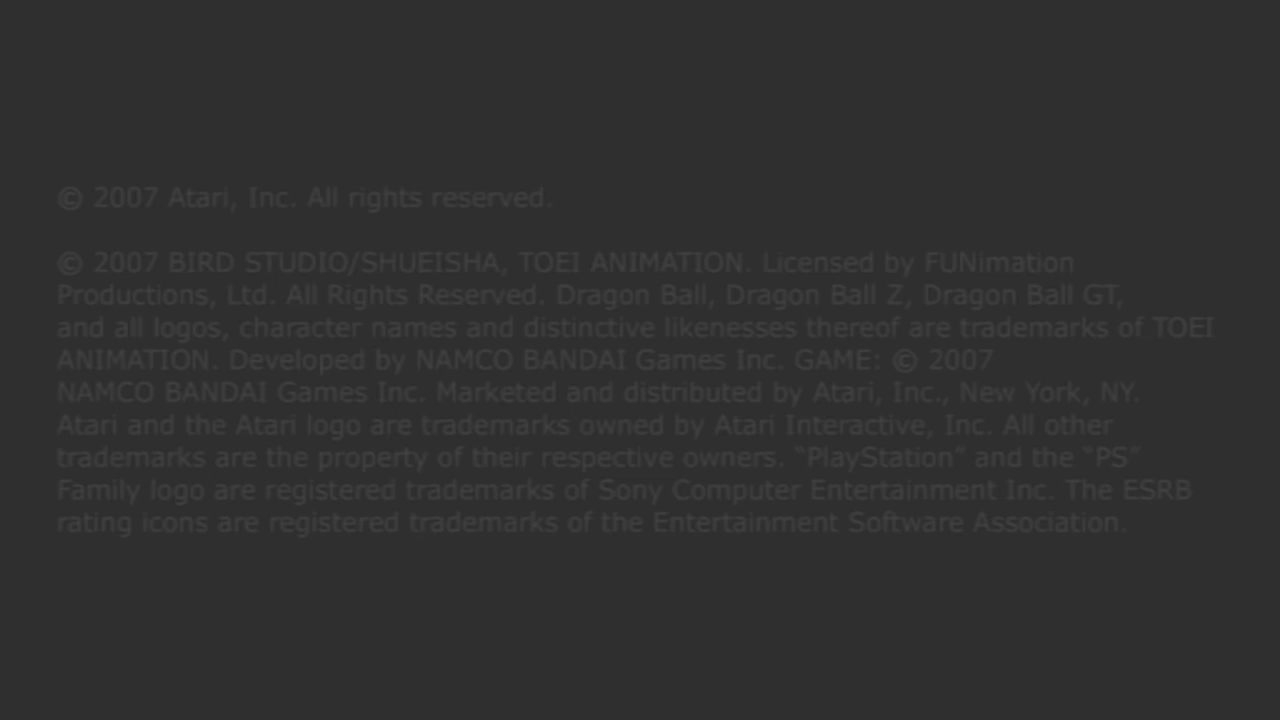 © 2007 Atari, Inc. All rights reserved.
© 2007 BIRD STUDIO/SHUEISHA, TOEI ANIMATION. Licensed by FUNimation
Productions, Ltd. All Rights Reserved. Dragon Ball, Dragon Ball Z, Dragon Ball GT,
and all logos, character names and distinctive likenesses thereof are trademarks of TOEI
ANIMATION. Developed by NAMCO BANDAI Games Inc. GAME: © 2007
NAMCO BANDAI Games Inc. Marketed and distributed by Atari, Inc., New York, NY.
Atari and the Atari logo are trademarks owned by Atari Interactive, Inc. All other
trademarks are the property of their respective owners. “PlayStation” and the “PS”
Family logo are registered trademarks of Sony Computer Entertainment Inc. The ESRB
rating icons are registered trademarks of the Entertainment Software Association.